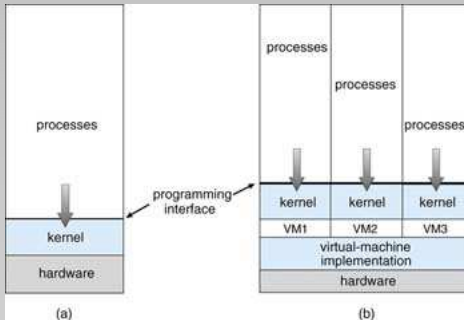 processes
kernel
hardware
(a)
programming
interface
processes
processes
processes
kernel kernel kernel
VM1 VM2 VM3
virtual-machine
implementation
hardware
(b)